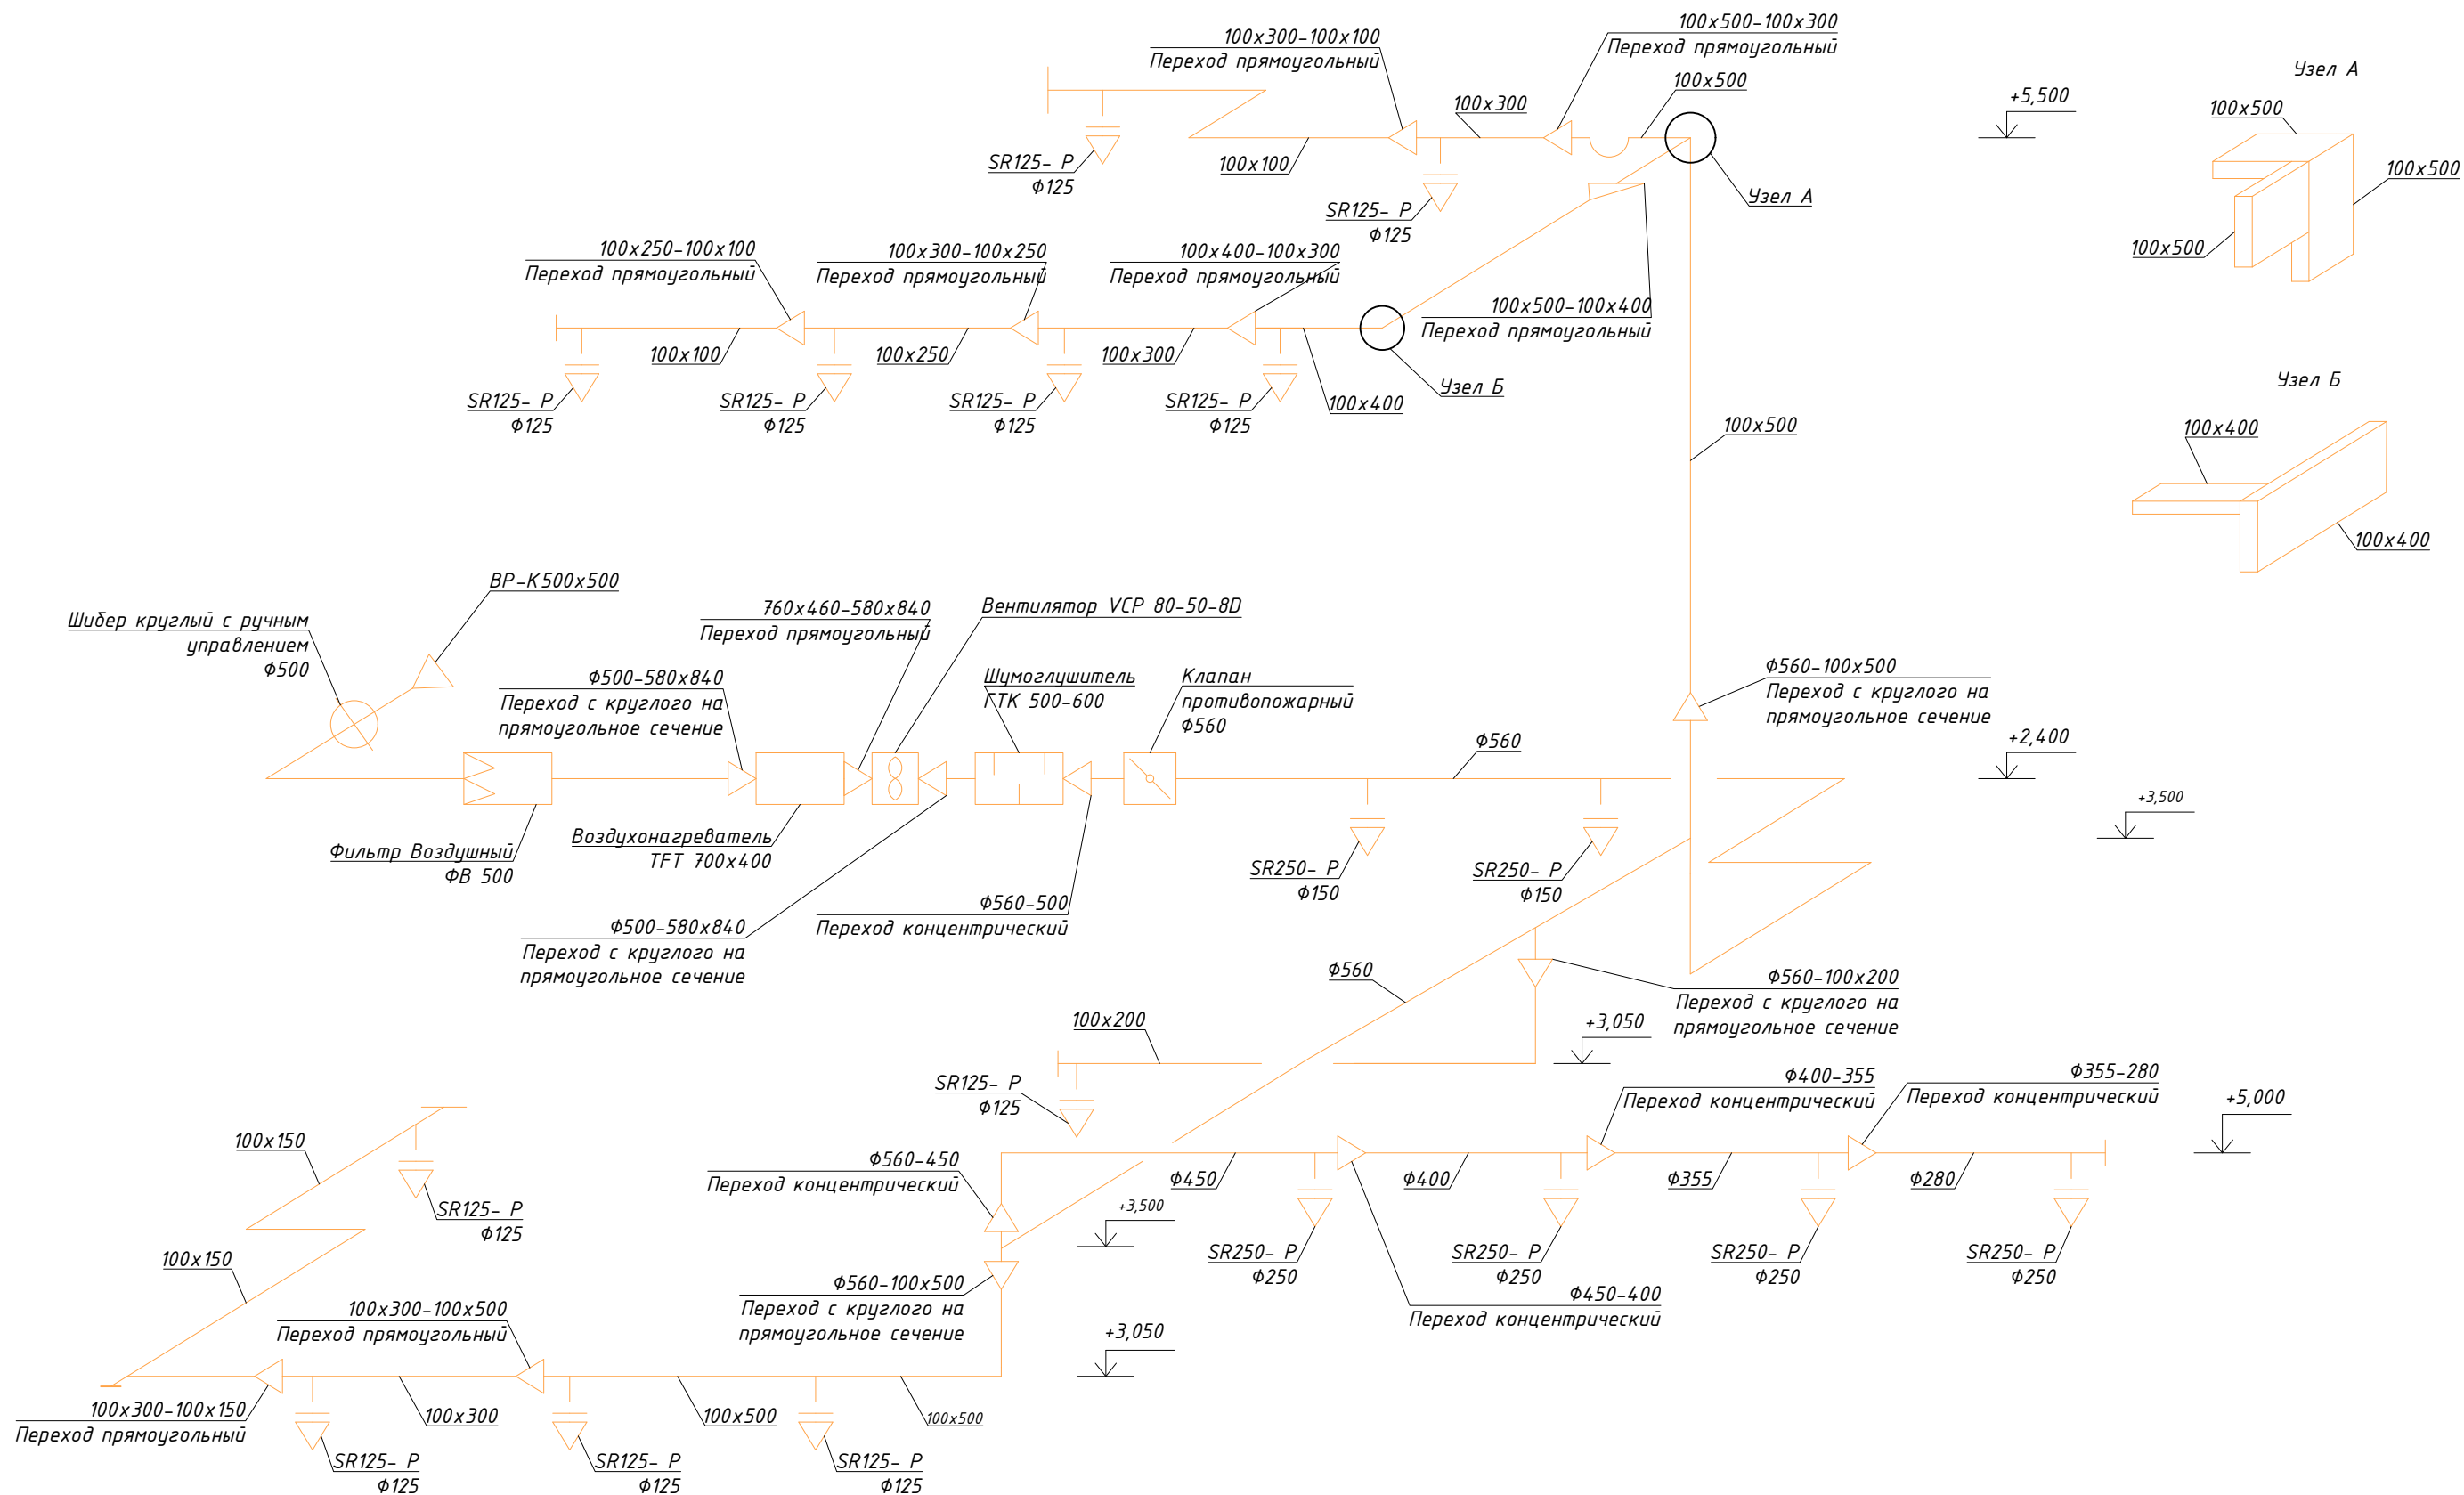 100х500-100х300
Переход прямоугольный
100х300-100х100
Переход прямоугольный
100х500
100х300
100х100
SR125- P
Ф125
SR125- P
Ф125
Узел А
+5,500
Узел А
100х500
100х500
100х500
100х250-100х100
Переход прямоугольный
100х300-100х250
Переход прямоугольный
100х400-100х300
Переход прямоугольный
100х500-100х400
Переход прямоугольный
100х100
100х250
100х300
100х400
Узел Б
SR125- P
Ф125
SR125- P
Ф125
SR125- P
Ф125
SR125- P
Ф125
100х500
Узел Б
100х400
100х400
ВР-К500х500
Шибер круглый с ручным
управлением
Ф500
760х460-580х840
Переход прямоугольный
Вентилятор VCP 80-50-8D
Ф500-580х840
Переход с круглого на
прямоугольное сечение
Шумоглушитель
ГТК 500-600
Клапан
противопожарный
Ф560
Ф560-100х500
Переход с круглого на
прямоугольное сечение
Ф560
+2,400
+3,500
Фильтр Воздушный
ФВ 500
Воздухонагреватель
TFT 700х400
SR250- P
Ф150
SR250- P
Ф150
Ф560-500
Переход концентрический
Ф500-580х840
Переход с круглого на
прямоугольное сечение
Ф560
Ф560-100х200
Переход с круглого на
прямоугольное сечение
100х200
+3,050
SR125- P
Ф125
Ф400-355
Переход концентрический
Ф355-280
Переход концентрический
+5,000
100х150
Ф560-450
Переход концентрический
Ф450
Ф400
Ф355
Ф280
SR125- P
Ф125
+3,500
100х150
SR250- P
Ф250
SR250- P
Ф250
SR250- P
Ф250
SR250- P
Ф250
Ф560-100х500
Переход с круглого на
прямоугольное сечение
Ф450-400
Переход концентрический
100х300-100х500
Переход прямоугольный
+3,050
100х300-100х150
Переход прямоугольный
100х300
100х500
100х500
SR125- P
Ф125
SR125- P
Ф125
SR125- P
Ф125